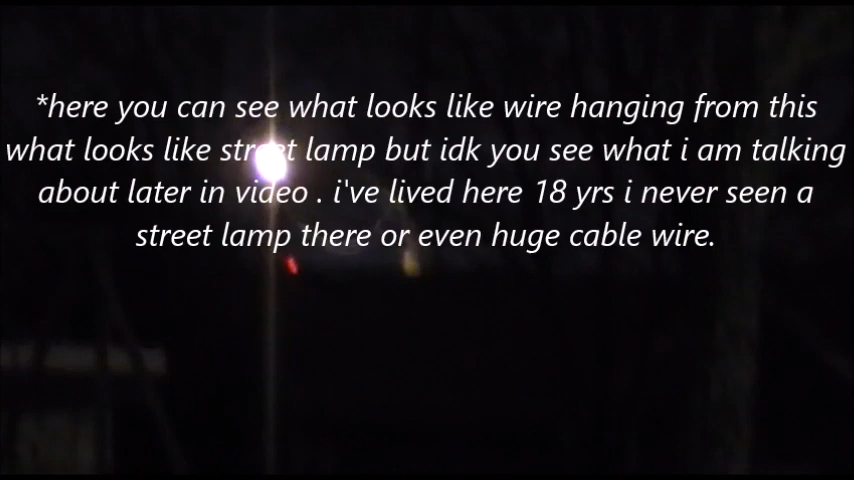 *here you can see what looks like wire hanging from this
what looks like street lamp but idk you see what i am talking
about later in video . i've lived here 18 yrs i never seen a
street lamp there or even huge cable wire.